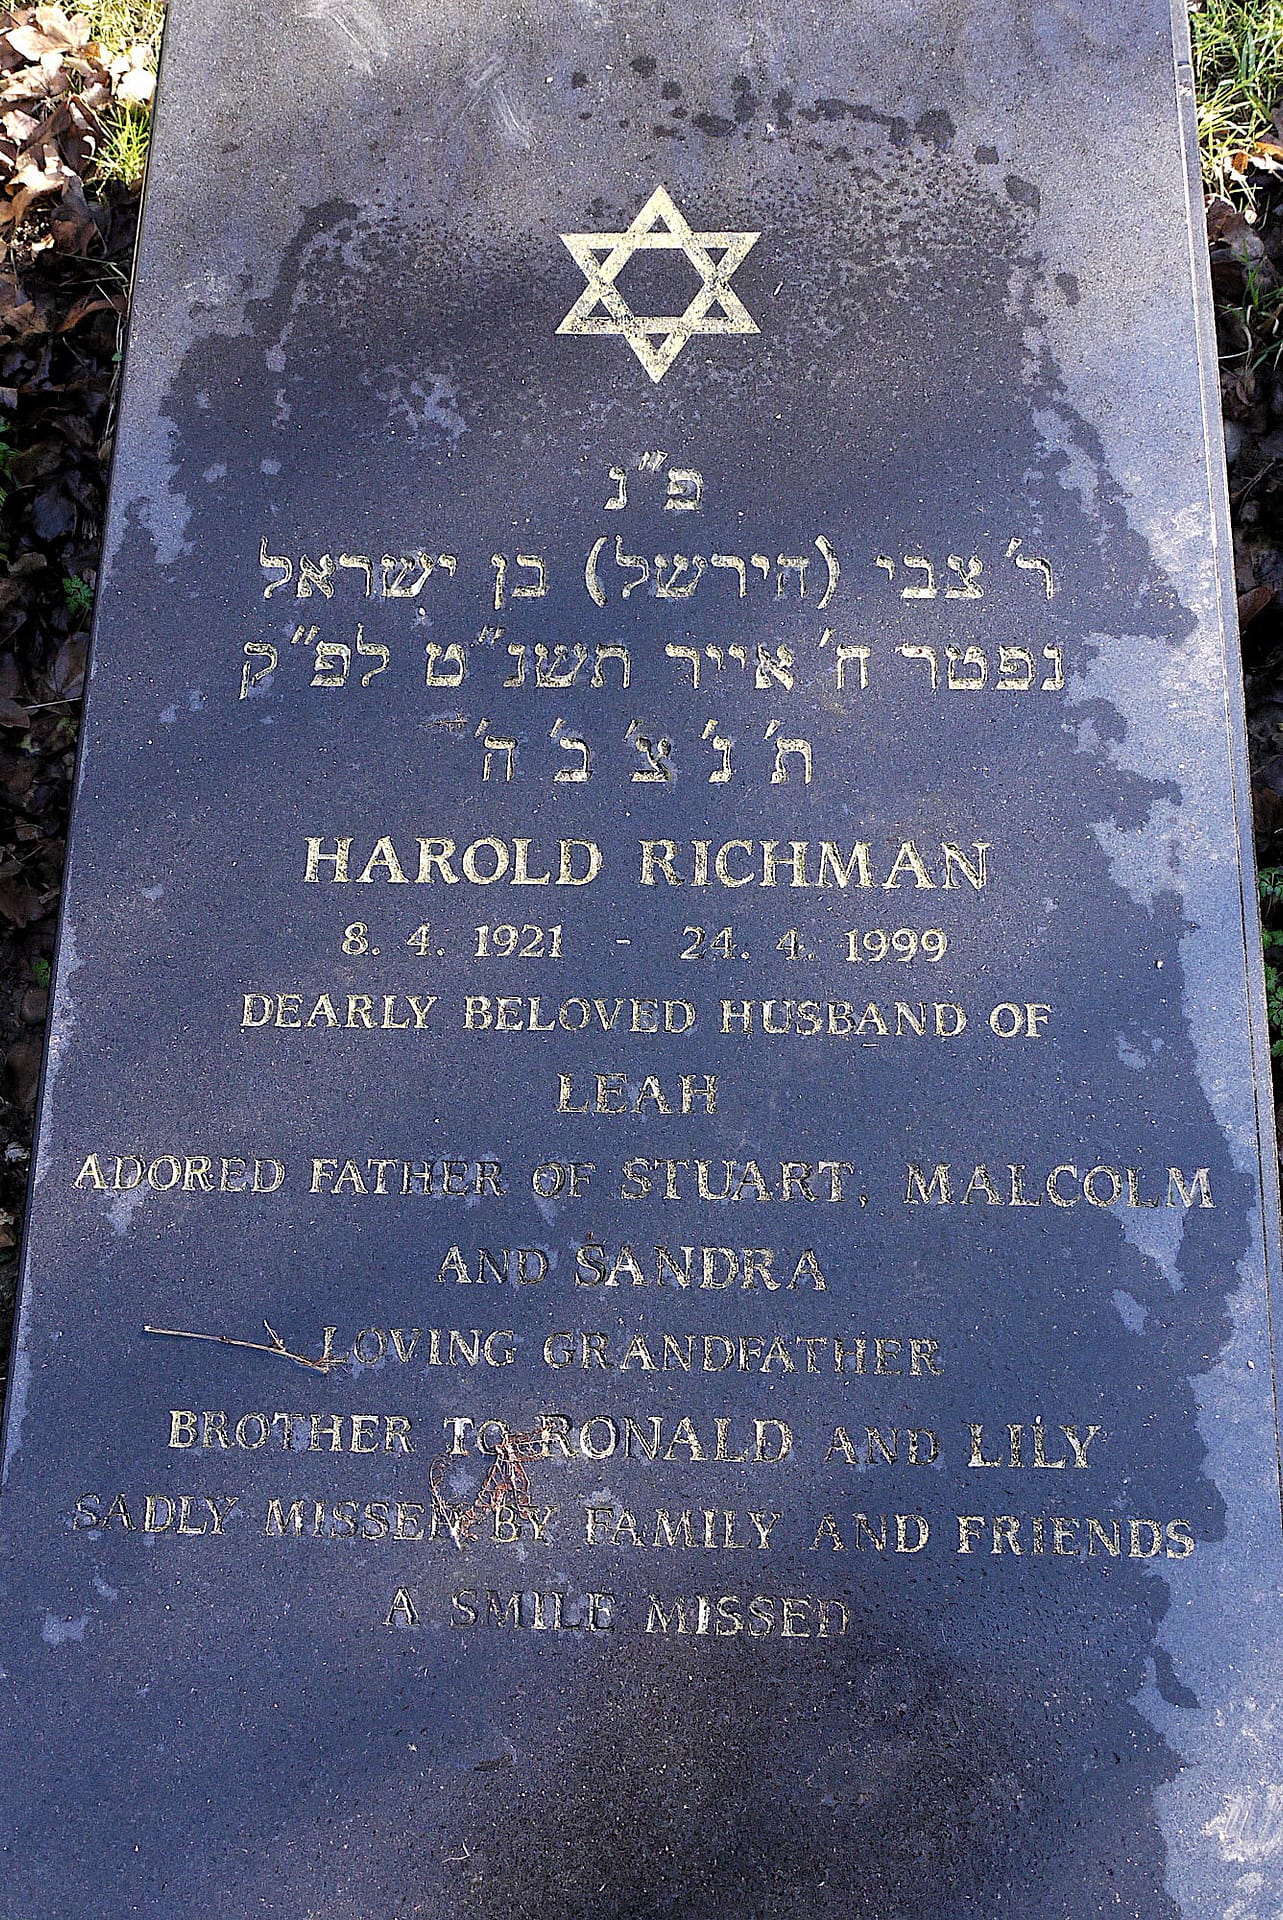 פ״נ
ר׳ צבי (הירשל) בן ישראל
נפטר ח׳ אייר תשנ״ט לפ״ק
ת׳ נ׳ צ׳ ב׳ ה׳
HAROLD RICHMAN
8. 4. 1921 - 24. 4. 1999
DEARLY BELOVED HUSBAND OF
LEAH
ADORED FATHER OF STUART, MALCOLM
AND SANDRA
LOVING GRANDFATHER
BROTHER TO RONALD AND LILY
SADLY MISSED BY FAMILY AND FRIENDS
A SMILE MISSED